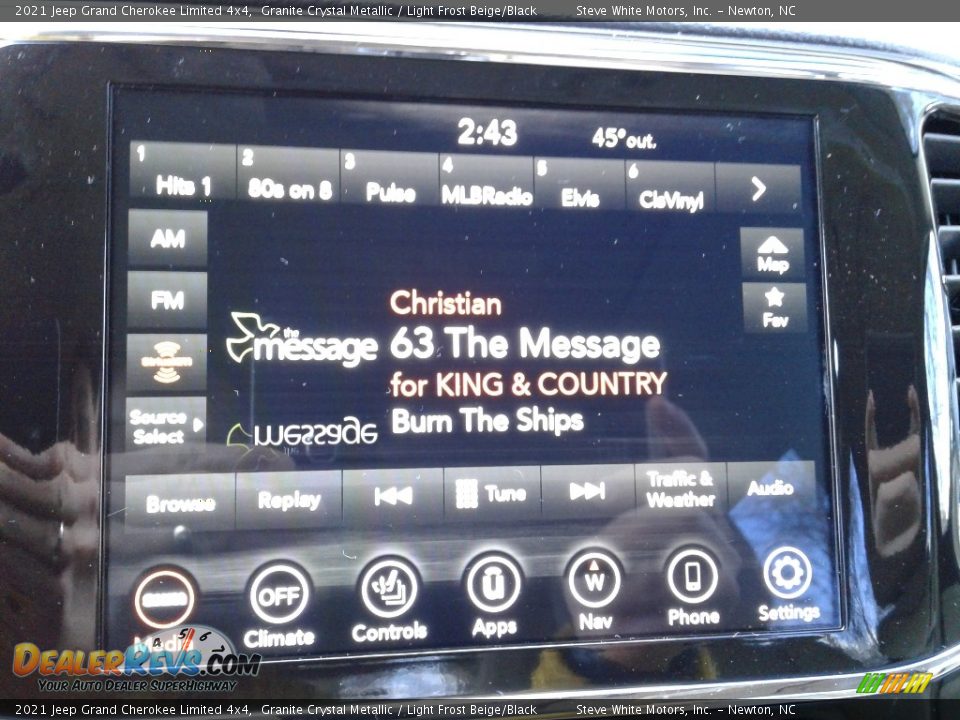 2021 Jeep Grand Cherokee Limited 4x4, Granite Crystal Metallic / Light Frost Beige/Black Steve White Motors, Inc. – Newton, NC
2:43 45° out.
1 Hits 1 2 80s on 8 3 Pulse 4 MLBRadio 5 Elvis 6 ClsVinyl
AM
FM
Source Select
Map
Fav
the message
Christian
63 The Message
for KING & COUNTRY
Burn The Ships
message
Browse Replay Tune Traffic & Weather Audio
OFF W
Media Climate Controls Apps Nav Phone Settings
4 5 6
DealerRevs.com
Your Auto Dealer SuperHighway
2021 Jeep Grand Cherokee Limited 4x4, Granite Crystal Metallic / Light Frost Beige/Black Steve White Motors, Inc. – Newton, NC